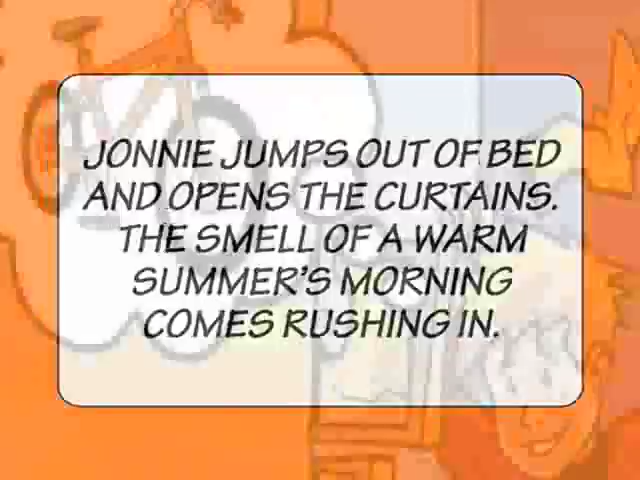 JONNIE JUMPS OUT OF BED
AND OPENS THE CURTAINS.
THE SMELL OF A WARM
SUMMER'S MORNING
COMES RUSHING IN.